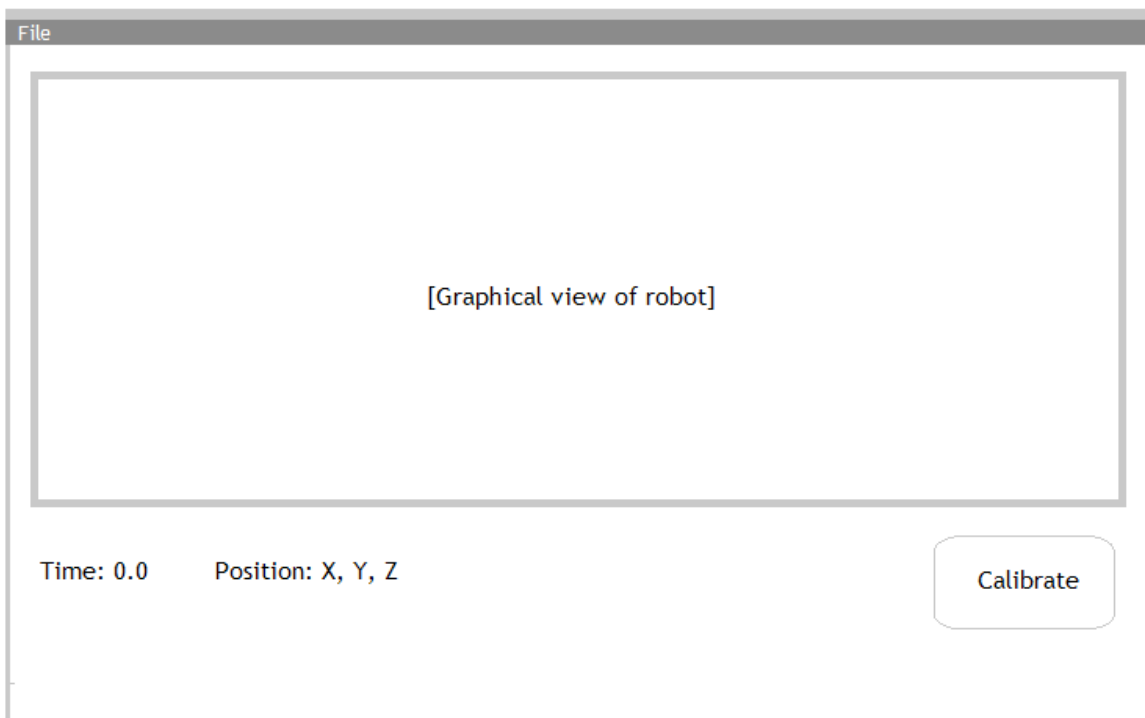 File
[Graphical view of robot]
Time: 0.0 Position: X, Y, Z
Calibrate